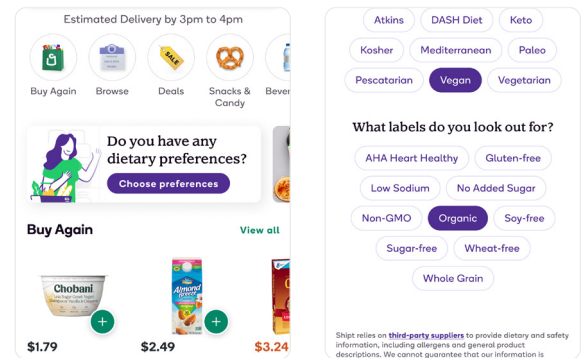 Estimated Delivery by 3pm to 4pm
SALE
Buy Again
Browse
Deals
Snacks &
Candy
Bever
Do you have any
dietary preferences?
Choose preferences
Buy Again
View all
Chobani
Almond
Breeze
$1.79
$2.49
$3.24
Atkins
DASH Diet
Keto
Kosher
Mediterranean
Paleo
Pescatarian
Vegan
Vegetarian
What labels do you look out for?
AHA Heart Healthy
Gluten-free
Low Sodium
No Added Sugar
Non-GMO
Organic
Soy-free
Sugar-free
Wheat-free
Whole Grain
Shipt relies on third-party suppliers to provide dietary and safety
information, including allergens and general product
descriptions. We cannot guarantee that our information is